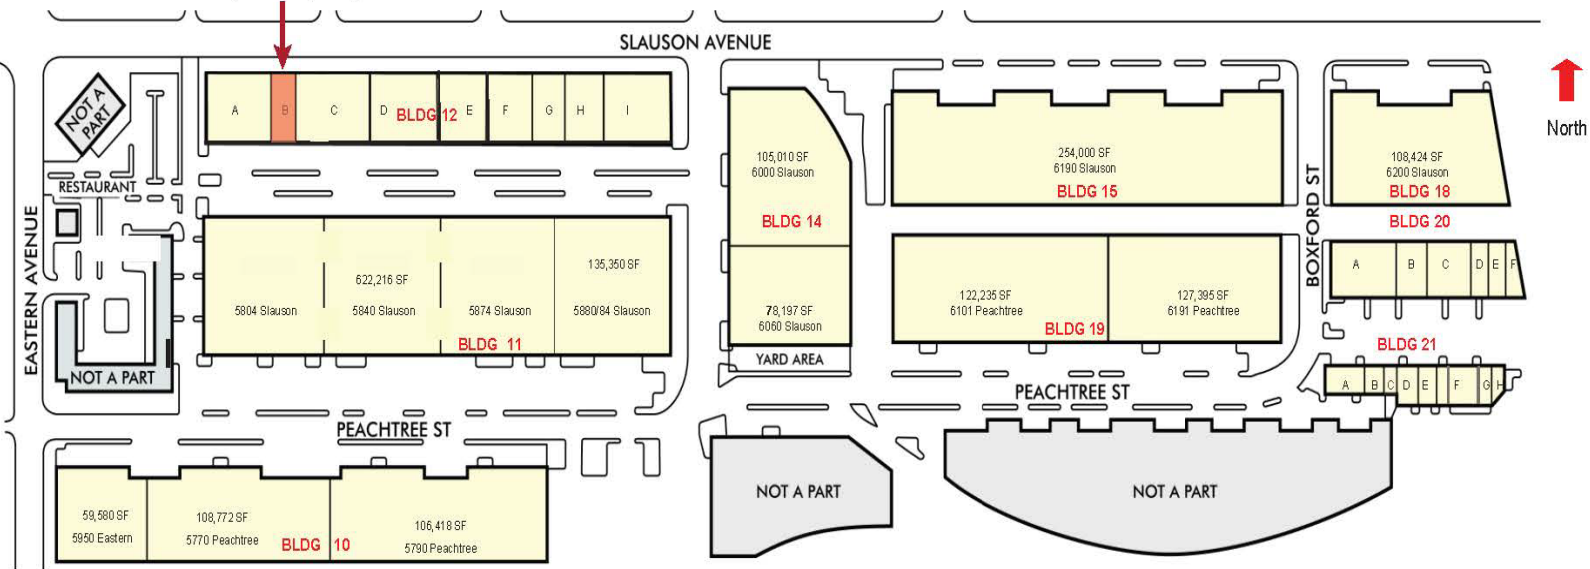 SLAUSON AVENUE
North
NOT A
PART
A
B
C
D
BLDG 12
E
F
G
H
I
RESTAURANT
EASTERN AVENUE
NOT A PART
622,216 SF
135,350 SF
5804 Slauson
5840 Slauson
5874 Slauson
5880/84 Slauson
BLDG 11
105,010 SF
6000 Slauson
BLDG 14
78,197 SF
6060 Slauson
YARD AREA
254,000 SF
6190 Slauson
BLDG 15
122,235 SF
6101 Peachtree
BLDG 19
127,395 SF
6191 Peachtree
BOXFORD ST
108,424 SF
6200 Slauson
BLDG 18
BLDG 20
A
B
C
D
E
F
BLDG 21
A
B
C
D
E
F
G
H
PEACHTREE ST
PEACHTREE ST
59,580 SF
5950 Eastern
108,772 SF
5770 Peachtree
BLDG 10
106,418 SF
5790 Peachtree
NOT A PART
NOT A PART